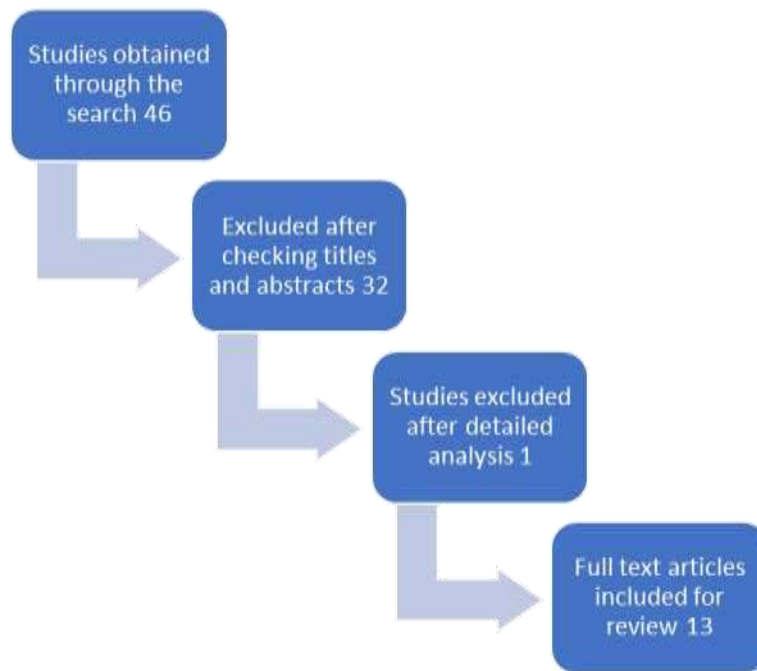 Studies obtained
through the
search 46
Excluded after
checking titles
and abstracts 32
Studies excluded
after detailed
analysis 1
Full text articles
included for
review 13